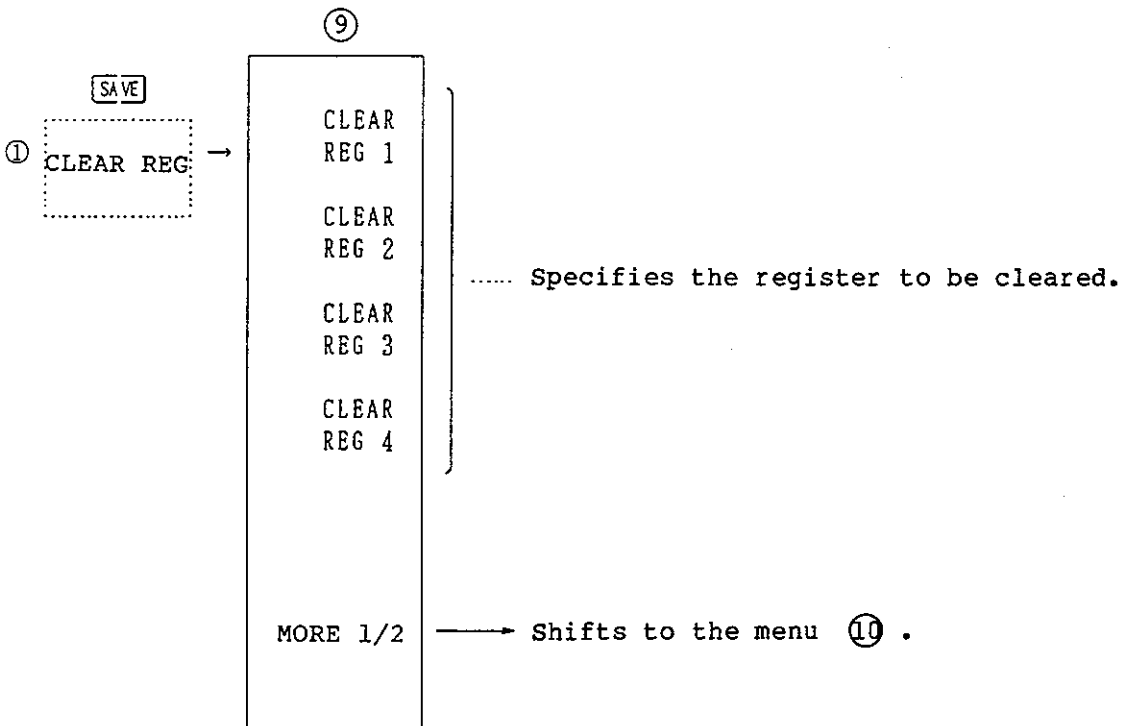 ⑨
SAVE
① CLEAR REG →
CLEAR
REG 1
CLEAR
REG 2
...... Specifies the register to be cleared.
CLEAR
REG 3
CLEAR
REG 4
MORE 1/2 → Shifts to the menu ⑩ .